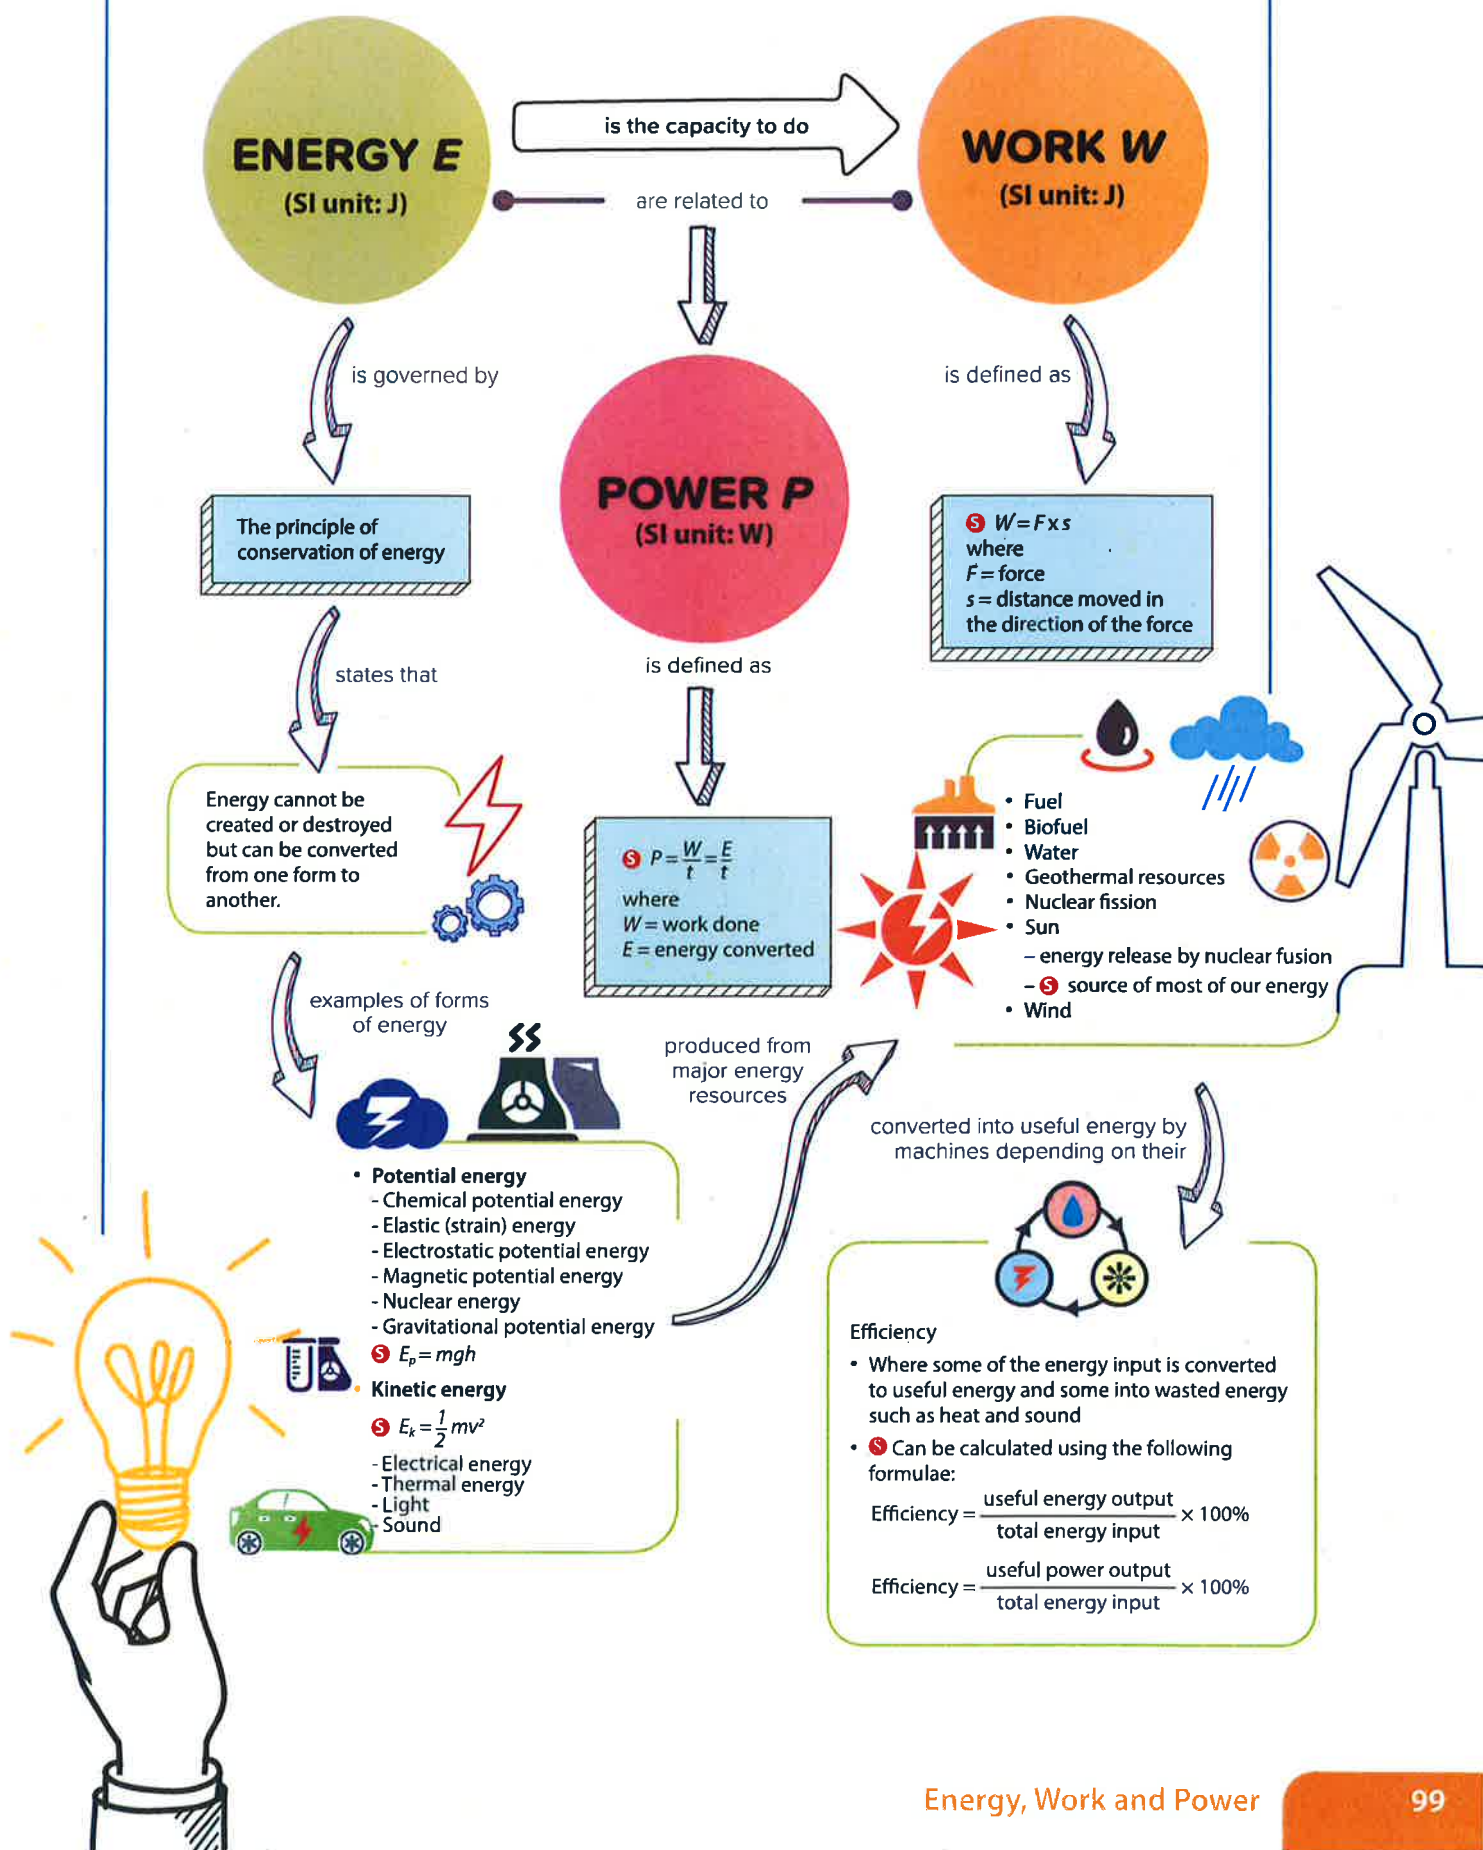 ENERGY E
(SI unit: J)
is the capacity to do
are related to
WORK W
(SI unit: J)
is governed by
is defined as
POWER P
(SI unit: W)
The principle of
conservation of energy
S W = F x s
where
F = force
s = distance moved in
the direction of the force
states that
is defined as
Energy cannot be
created or destroyed
but can be converted
from one form to
another.
S P = W/t = E/t
where
W = work done
E = energy converted
• Fuel
• Biofuel
• Water
• Geothermal resources
• Nuclear fission
• Sun
– energy release by nuclear fusion
– S source of most of our energy
• Wind
examples of forms
of energy
produced from
major energy
resources
converted into useful energy by
machines depending on their
• Potential energy
- Chemical potential energy
- Elastic (strain) energy
- Electrostatic potential energy
- Magnetic potential energy
- Nuclear energy
- Gravitational potential energy
S Eₚ = mgh
• Kinetic energy
S Eₖ = 1/2 mv²
- Electrical energy
- Thermal energy
- Light
- Sound
Efficiency
• Where some of the energy input is converted
to useful energy and some into wasted energy
such as heat and sound
• S Can be calculated using the following
formulae:
Efficiency = useful energy output / total energy input × 100%
Efficiency = useful power output / total energy input × 100%
Energy, Work and Power
99